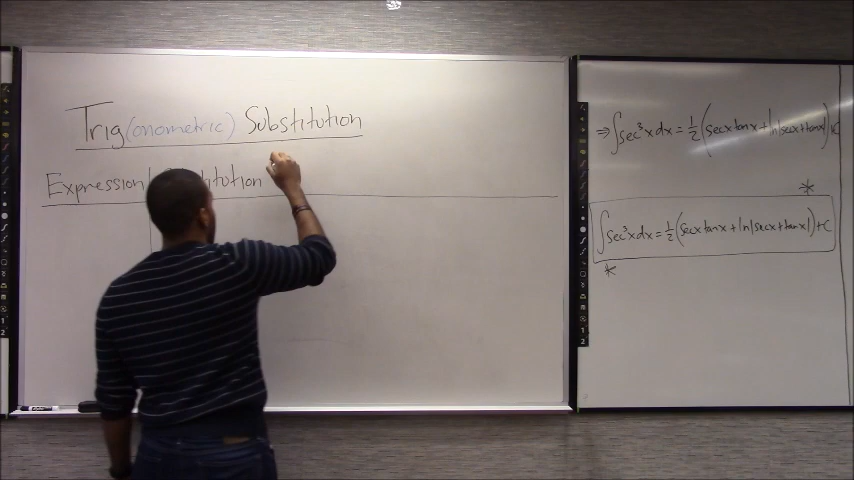 Trig(onometric) Substitution
Expression
⇒ ∫sec³x dx = 1/2 (secx tanx + ln|secx + tanx|) + C
*
∫sec³x dx = 1/2 (secx tanx + ln|secx + tanx|) + C
*